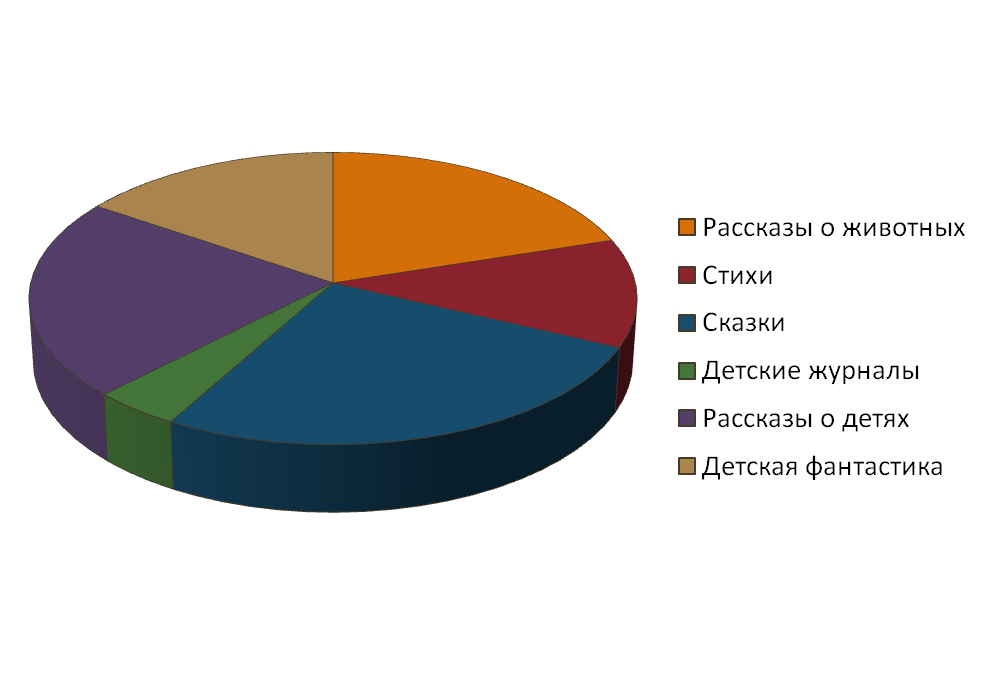 Рассказы о животных
Стихи
Сказки
Детские журналы
Рассказы о детях
Детская фантастика